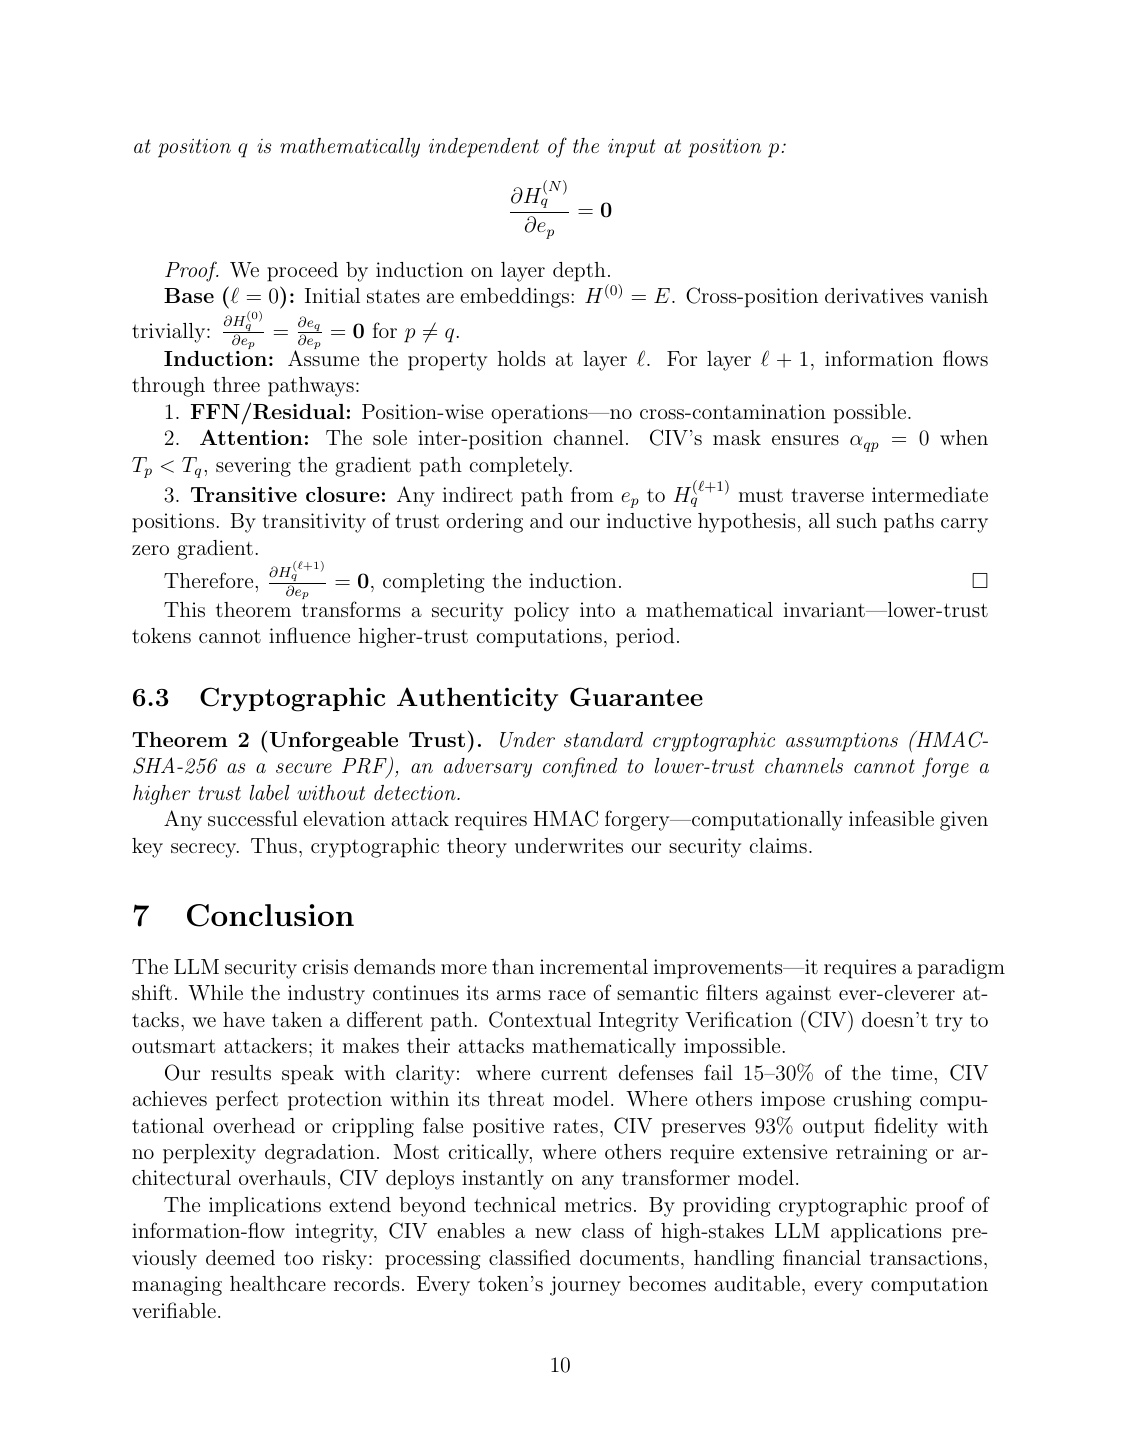 at position q is mathematically independent of the input at position p:
∂H_q^{(N)} / ∂e_p = 0
Proof. We proceed by induction on layer depth.
Base (ℓ = 0): Initial states are embeddings: H^{(0)} = E. Cross-position derivatives vanish
trivially: ∂H_q^{(0)}/∂e_p = ∂e_q/∂e_p = 0 for p ≠ q.
Induction: Assume the property holds at layer ℓ. For layer ℓ + 1, information flows
through three pathways:
1. FFN/Residual: Position-wise operations—no cross-contamination possible.
2. Attention: The sole inter-position channel. CIV's mask ensures α_{qp} = 0 when
T_p < T_q, severing the gradient path completely.
3. Transitive closure: Any indirect path from e_p to H_q^{(ℓ+1)} must traverse intermediate
positions. By transitivity of trust ordering and our inductive hypothesis, all such paths carry
zero gradient.
Therefore, ∂H_q^{(ℓ+1)}/∂e_p = 0, completing the induction. □
This theorem transforms a security policy into a mathematical invariant—lower-trust
tokens cannot influence higher-trust computations, period.
6.3 Cryptographic Authenticity Guarantee
Theorem 2 (Unforgeable Trust). Under standard cryptographic assumptions (HMAC-
SHA-256 as a secure PRF), an adversary confined to lower-trust channels cannot forge a
higher trust label without detection.
Any successful elevation attack requires HMAC forgery—computationally infeasible given
key secrecy. Thus, cryptographic theory underwrites our security claims.
7 Conclusion
The LLM security crisis demands more than incremental improvements—it requires a paradigm
shift. While the industry continues its arms race of semantic filters against ever-cleverer at-
tacks, we have taken a different path. Contextual Integrity Verification (CIV) doesn't try to
outsmart attackers; it makes their attacks mathematically impossible.
Our results speak with clarity: where current defenses fail 15–30% of the time, CIV
achieves perfect protection within its threat model. Where others impose crushing compu-
tational overhead or crippling false positive rates, CIV preserves 93% output fidelity with
no perplexity degradation. Most critically, where others require extensive retraining or ar-
chitectural overhauls, CIV deploys instantly on any transformer model.
The implications extend beyond technical metrics. By providing cryptographic proof of
information-flow integrity, CIV enables a new class of high-stakes LLM applications pre-
viously deemed too risky: processing classified documents, handling financial transactions,
managing healthcare records. Every token's journey becomes auditable, every computation
verifiable.
10